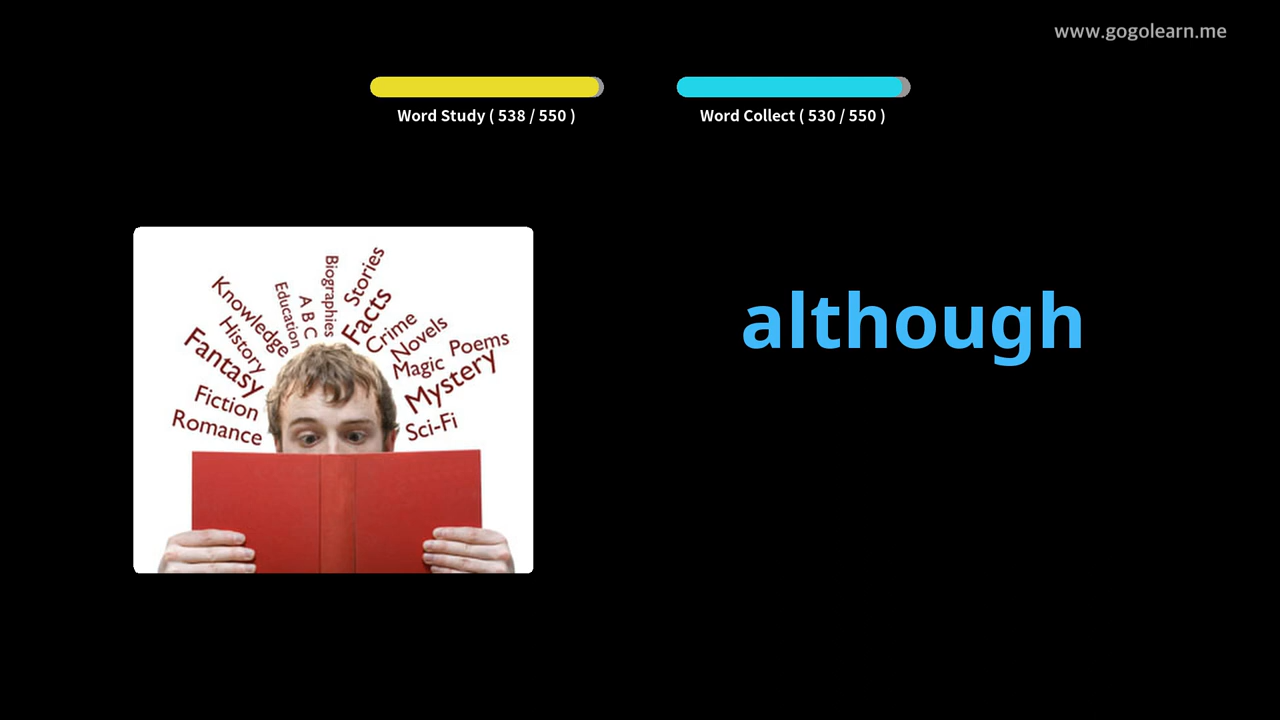 www.gogolearn.me
Word Study ( 538 / 550 )
Word Collect ( 530 / 550 )
although
Romance
Fiction
Fantasy
History
Knowledge
Education
A B C
Biographies
Stories
Facts
Crime
Novels
Magic
Poems
Mystery
Sci-Fi